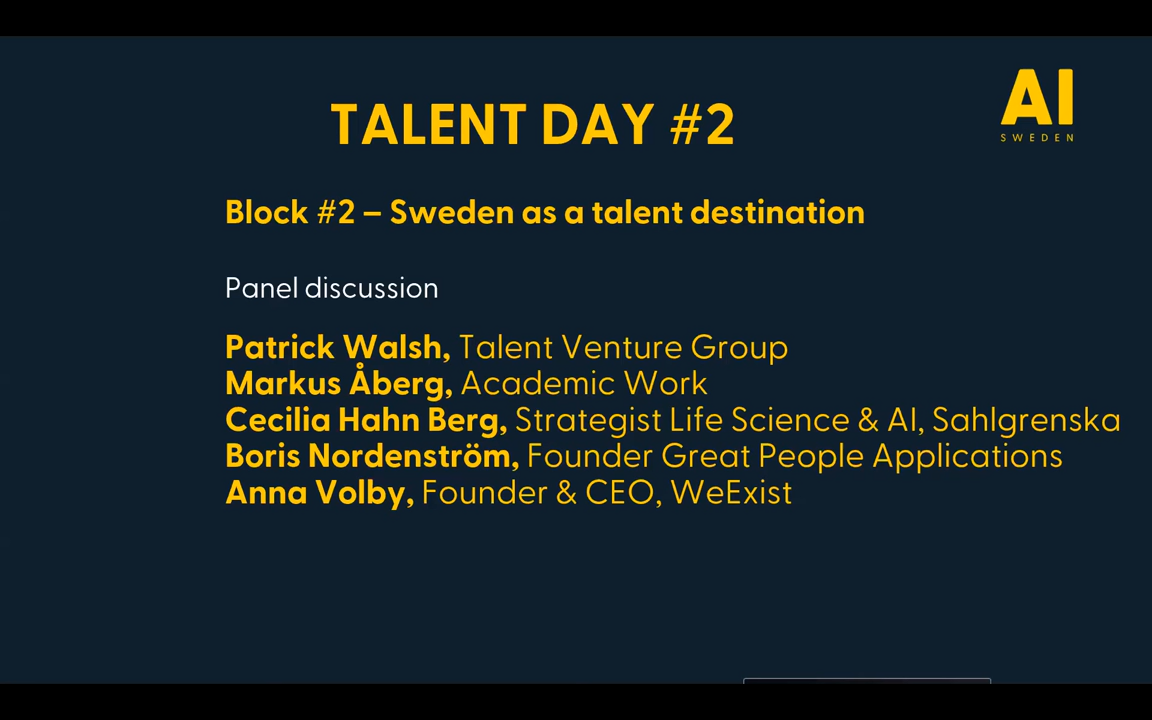 TALENT DAY #2
AI
SWEDEN
Block #2 – Sweden as a talent destination
Panel discussion
Patrick Walsh, Talent Venture Group
Markus Åberg, Academic Work
Cecilia Hahn Berg, Strategist Life Science & AI, Sahlgrenska
Boris Nordenström, Founder Great People Applications
Anna Volby, Founder & CEO, WeExist